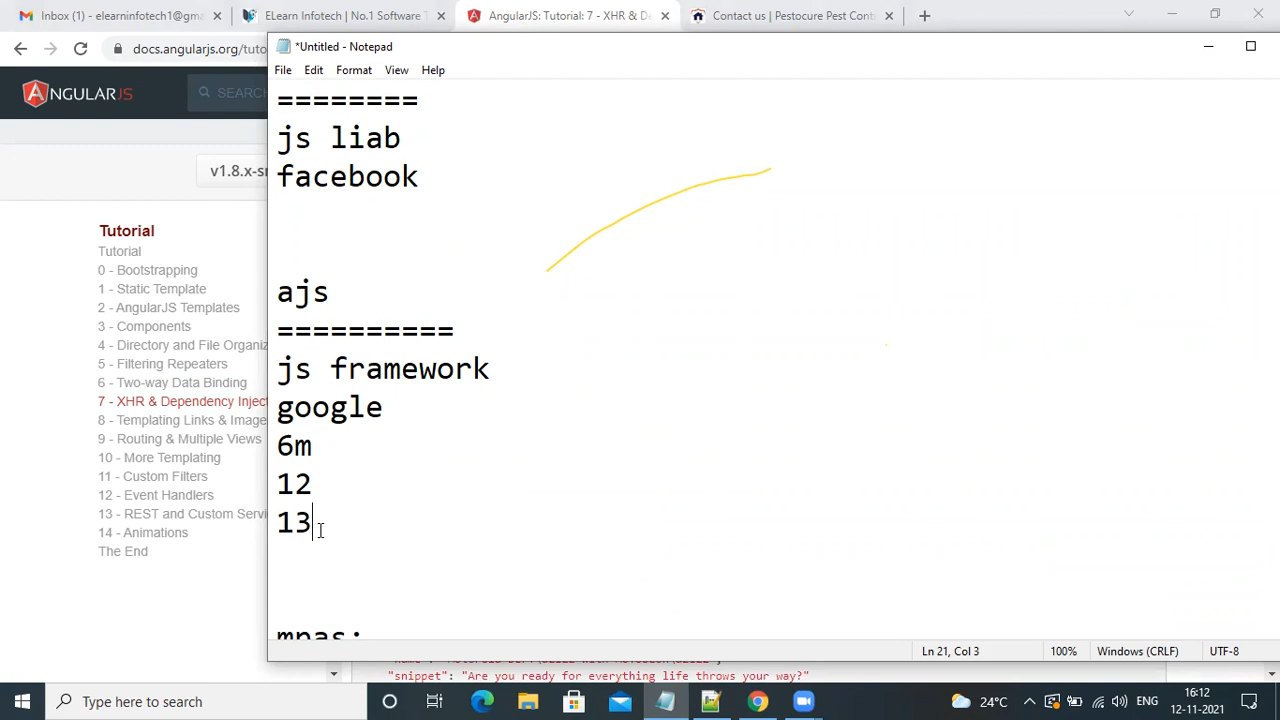 Inbox (1) - elearninfotech1@gma
ELearn Infotech | No.1 Software T
AngularJS: Tutorial: 7 - XHR & De
Contact us | Pestocure Pest Cont
docs.angularjs.org/tuto
*Untitled - Notepad
File Edit Format View Help
ANGULARJS
SEARCH
v1.8.x-sn
========
js liab
facebook
ajs
==========
js framework
google
6m
12
13
mpas:
Tutorial
Tutorial
0 - Bootstrapping
1 - Static Template
2 - AngularJS Templates
3 - Components
4 - Directory and File Organiz
5 - Filtering Repeaters
6 - Two-way Data Binding
7 - XHR & Dependency Inject
8 - Templating Links & Image
9 - Routing & Multiple Views
10 - More Templating
11 - Custom Filters
12 - Event Handlers
13 - REST and Custom Servi
14 - Animations
The End
Ln 21, Col 3
100%
Windows (CRLF)
UTF-8
"snippet": "Are you ready for everything life throws your way?"
Type here to search
24°C
ENG
16:12
12-11-2021